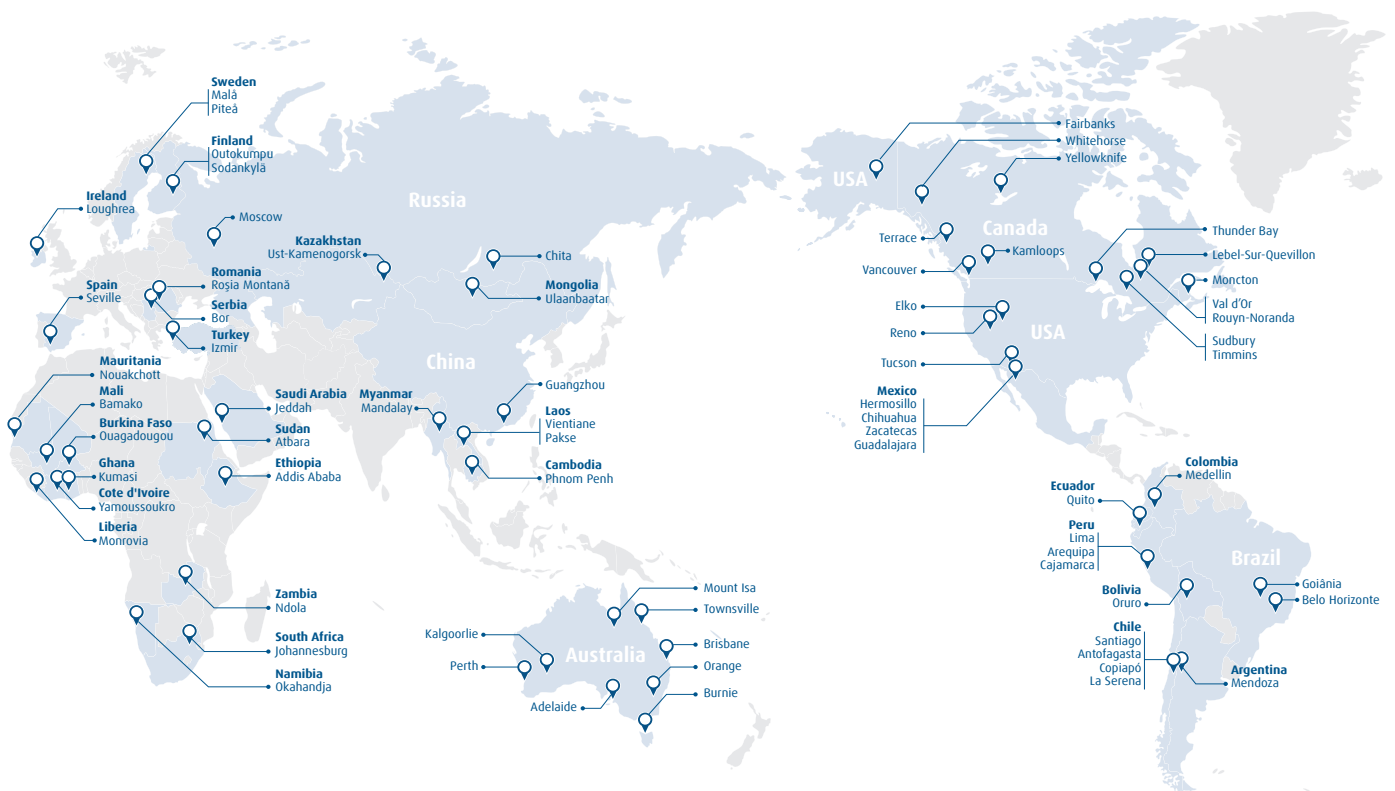 Sweden
Malå
Piteå
Finland
Outokumpu
Sodankylä
Ireland
Loughrea
Russia
Moscow
Kazakhstan
Ust-Kamenogorsk
Chita
Romania
Roșia Montană
Mongolia
Ulaanbaatar
Spain
Seville
Serbia
Bor
Turkey
Izmir
China
Mauritania
Nouakchott
Mali
Bamako
Burkina Faso
Ouagadougou
Ghana
Kumasi
Cote d'Ivoire
Yamoussoukro
Liberia
Monrovia
Saudi Arabia
Jeddah
Sudan
Atbara
Ethiopia
Addis Ababa
Myanmar
Mandalay
Guangzhou
Laos
Vientiane
Pakse
Cambodia
Phnom Penh
Zambia
Ndola
South Africa
Johannesburg
Namibia
Okahandja
Mount Isa
Townsville
Kalgoorlie
Brisbane
Australia
Perth
Orange
Burnie
Adelaide
Fairbanks
Whitehorse
Yellowknife
USA
Canada
Terrace
Kamloops
Vancouver
Thunder Bay
Lebel-Sur-Quevillon
Moncton
Val d’Or
Rouyn-Noranda
Sudbury
Timmins
Elko
Reno
USA
Tucson
Mexico
Hermosillo
Chihuahua
Zacatecas
Guadalajara
Colombia
Medellin
Ecuador
Quito
Peru
Lima
Arequipa
Cajamarca
Brazil
Goiânia
Belo Horizonte
Bolivia
Oruro
Chile
Santiago
Antofagasta
Copiapó
La Serena
Argentina
Mendoza